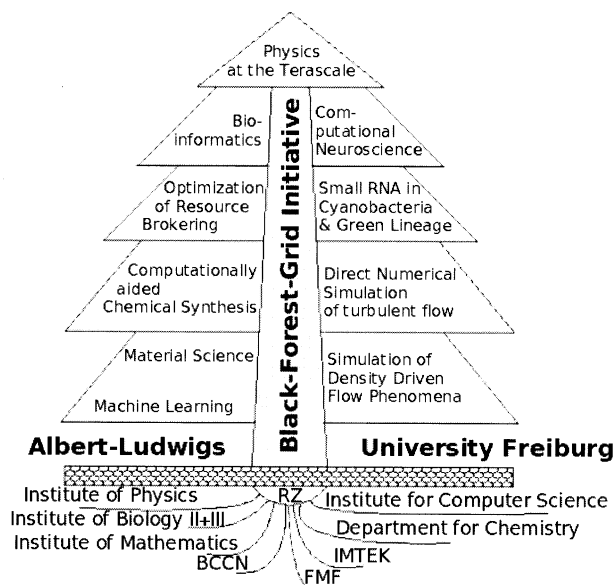 Physics
at the Terascale
Bio-
informatics
Com-
putational
Neuroscience
Optimization
of Resource
Brokering
Small RNA in
Cyanobacteria
& Green Lineage
Computationally
aided
Chemical Synthesis
Direct Numerical
Simulation
of turbulent flow
Material Science
Machine Learning
Simulation of
Density Driven
Flow Phenomena
Black-Forest-Grid Initiative
Albert-Ludwigs
University Freiburg
RZ
Institute of Physics
Institute for Computer Science
Institute of Biology II+III
Department for Chemistry
Institute of Mathematics
IMTEK
BCCN
FMF